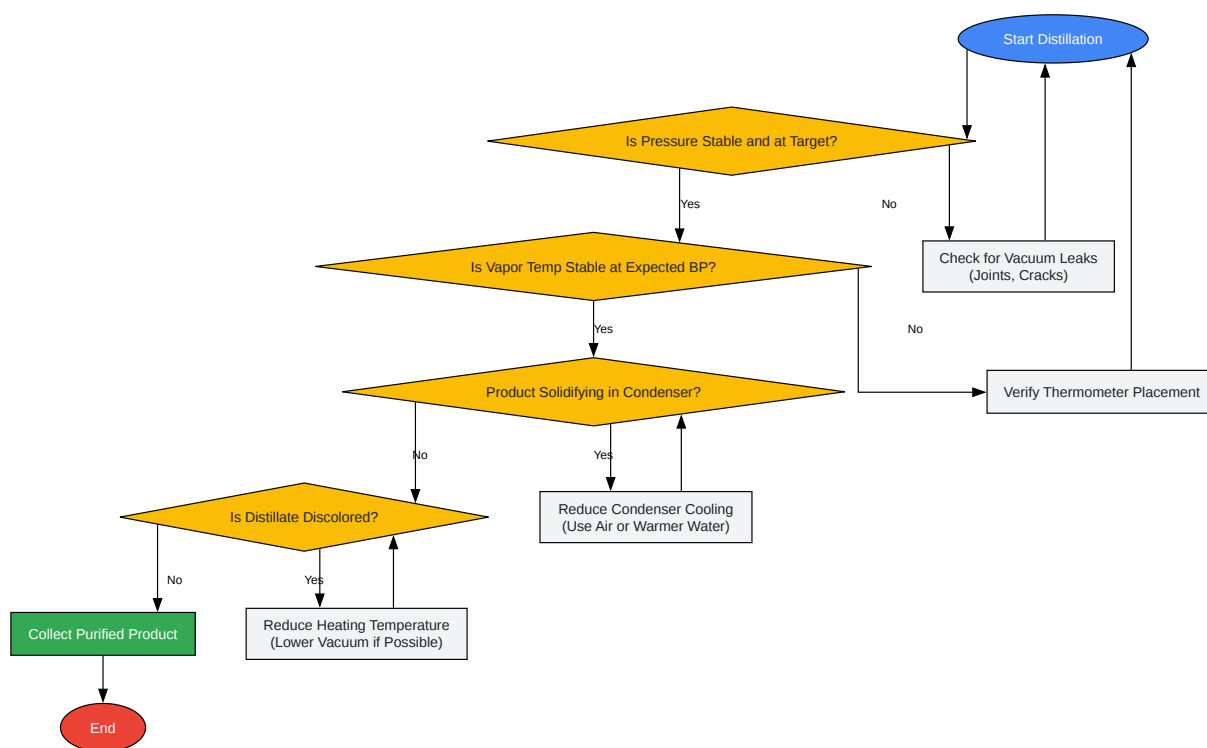 Start Distillation
Is Pressure Stable and at Target?
Yes
No
Check for Vacuum Leaks
(Joints, Cracks)
Is Vapor Temp Stable at Expected BP?
Yes
No
Product Solidifying in Condenser?
Verify Thermometer Placement
No
Yes
Reduce Condenser Cooling
(Use Air or Warmer Water)
Is Distillate Discolored?
No
Yes
Collect Purified Product
Reduce Heating Temperature
(Lower Vacuum if Possible)
End